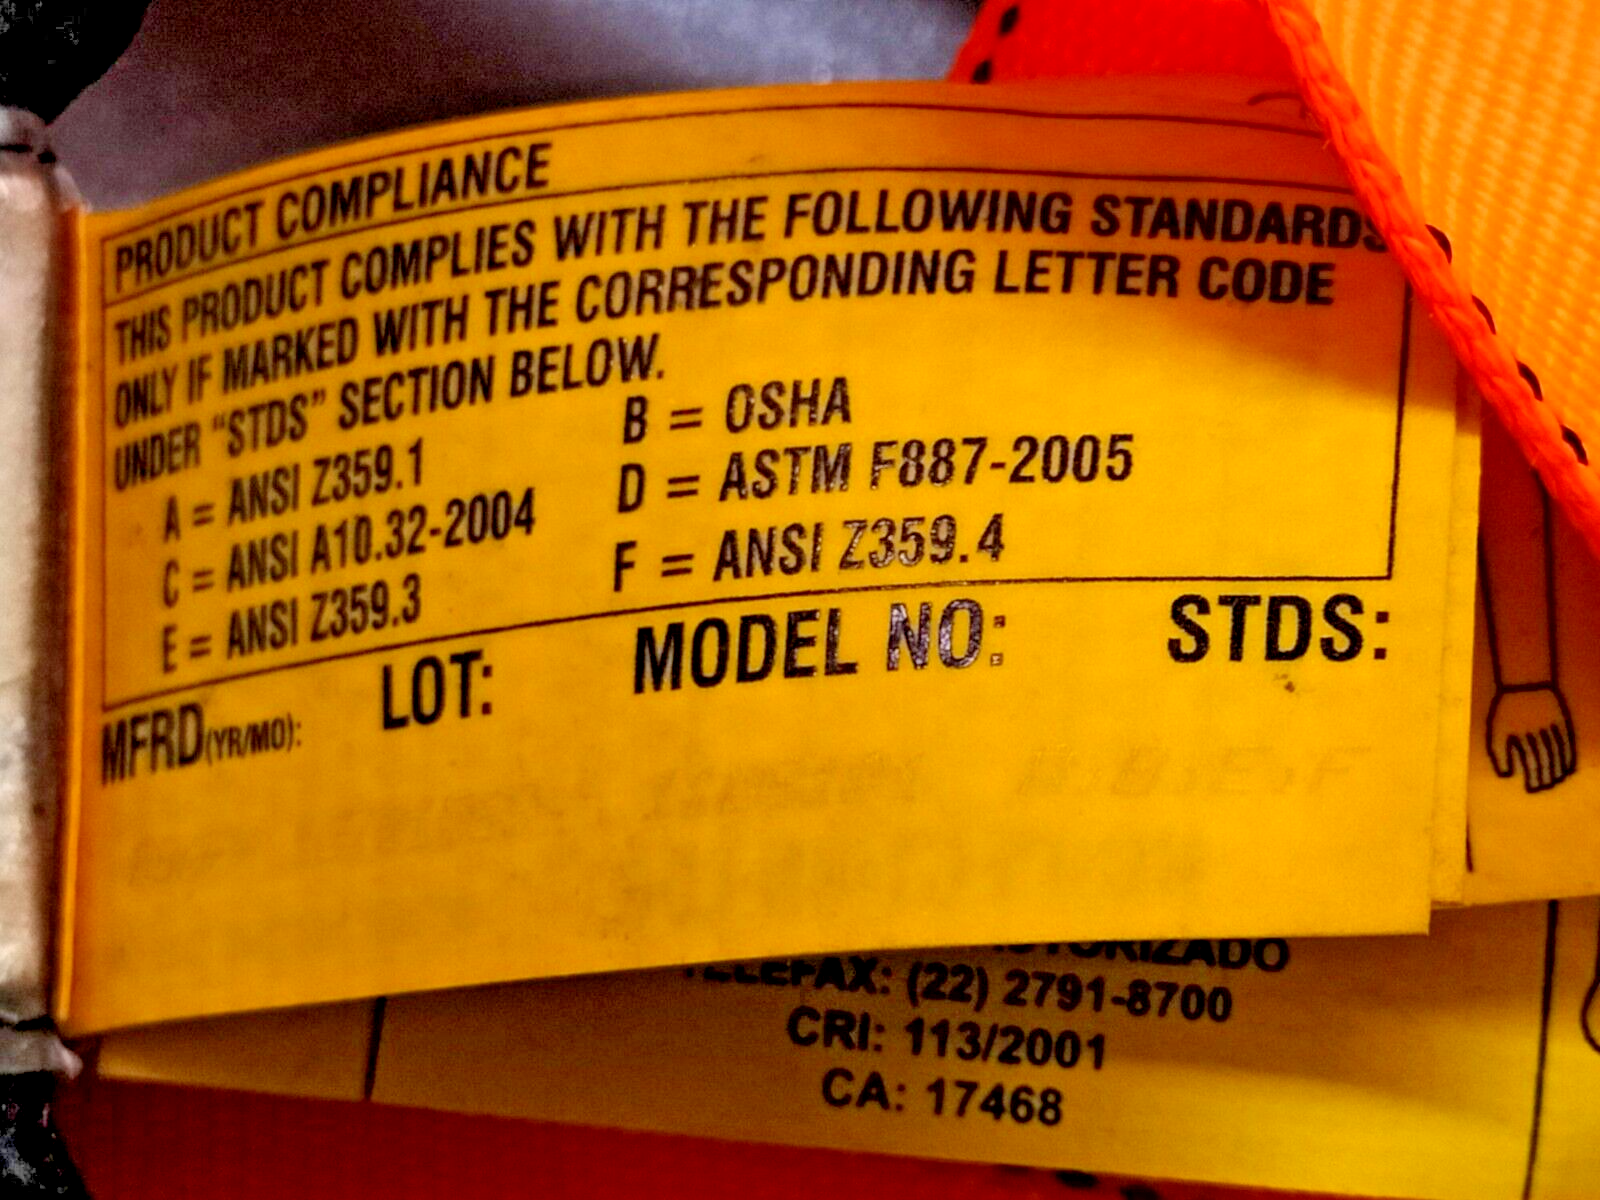 PRODUCT COMPLIANCE
THIS PRODUCT COMPLIES WITH THE FOLLOWING STANDARDS
ONLY IF MARKED WITH THE CORRESPONDING LETTER CODE
UNDER "STDS" SECTION BELOW.
A = ANSI Z359.1 B = OSHA
C = ANSI A10.32-2004 D = ASTM F887-2005
E = ANSI Z359.3 F = ANSI Z359.4
MFRD(YR/MO): LOT: MODEL NO: STDS:
TELEFAX: (22) 2791-8700
CRI: 113/2001
CA: 17468